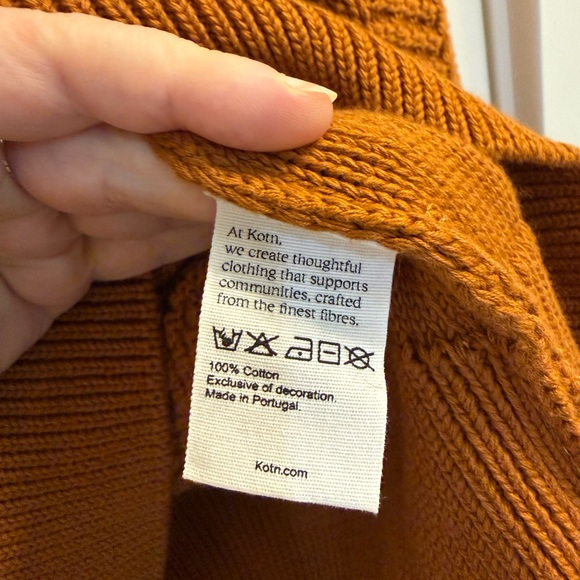 At Kotn,
we create thoughtful
clothing that supports
communities, crafted
from the finest fibres.
100% Cotton
Exclusive of decoration.
Made in Portugal.
Kotn.com